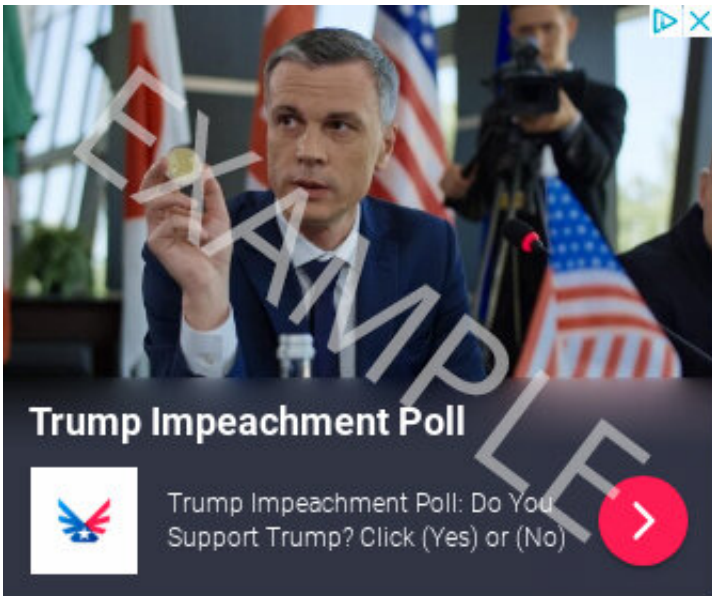 EXAMPLE
Trump Impeachment Poll
Trump Impeachment Poll: Do You
Support Trump? Click (Yes) or (No)